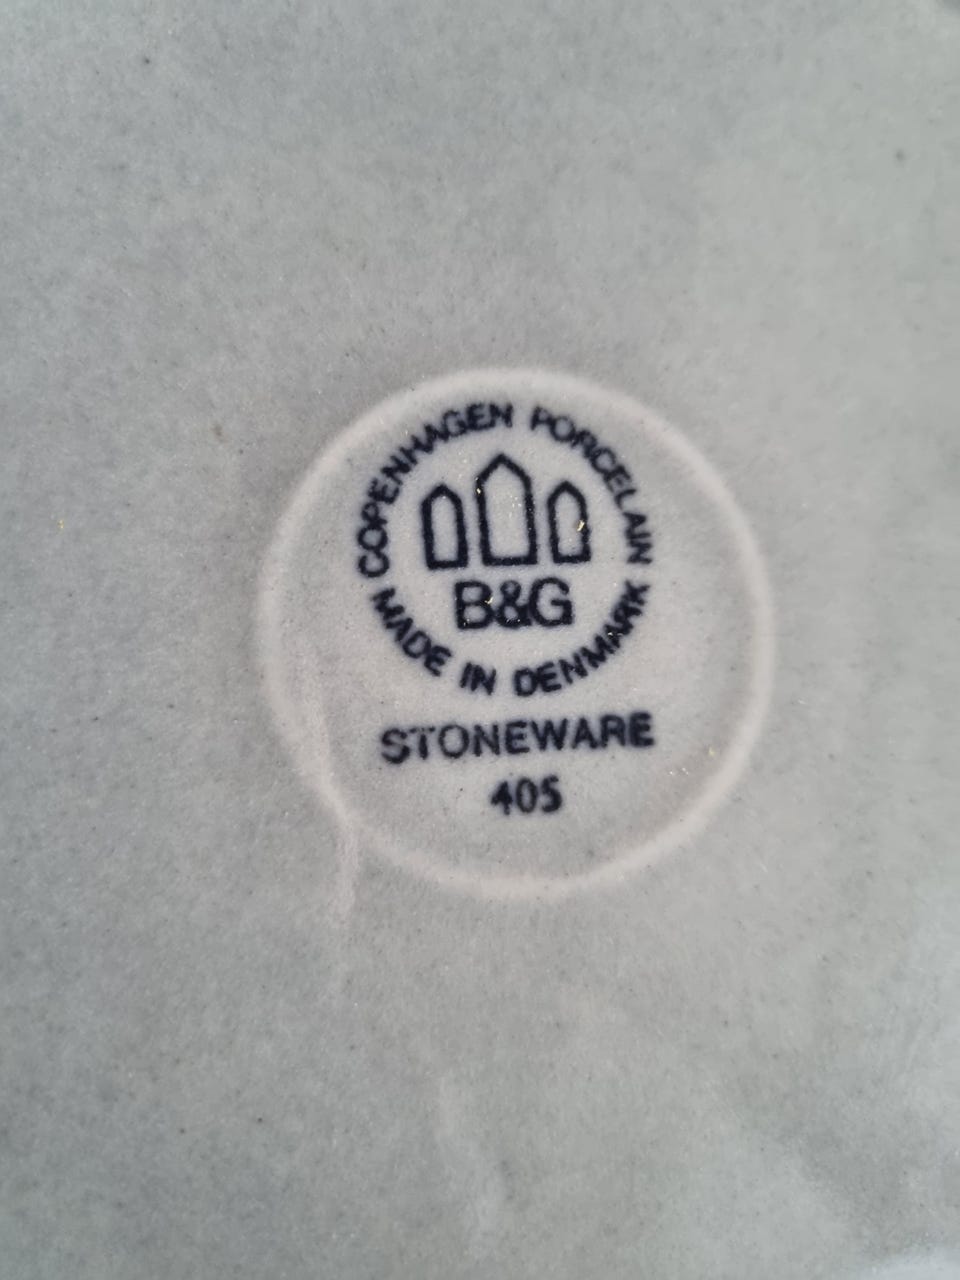 COPENHAGEN PORCELAIN
B&G
MADE IN DENMARK
STONEWARE
405